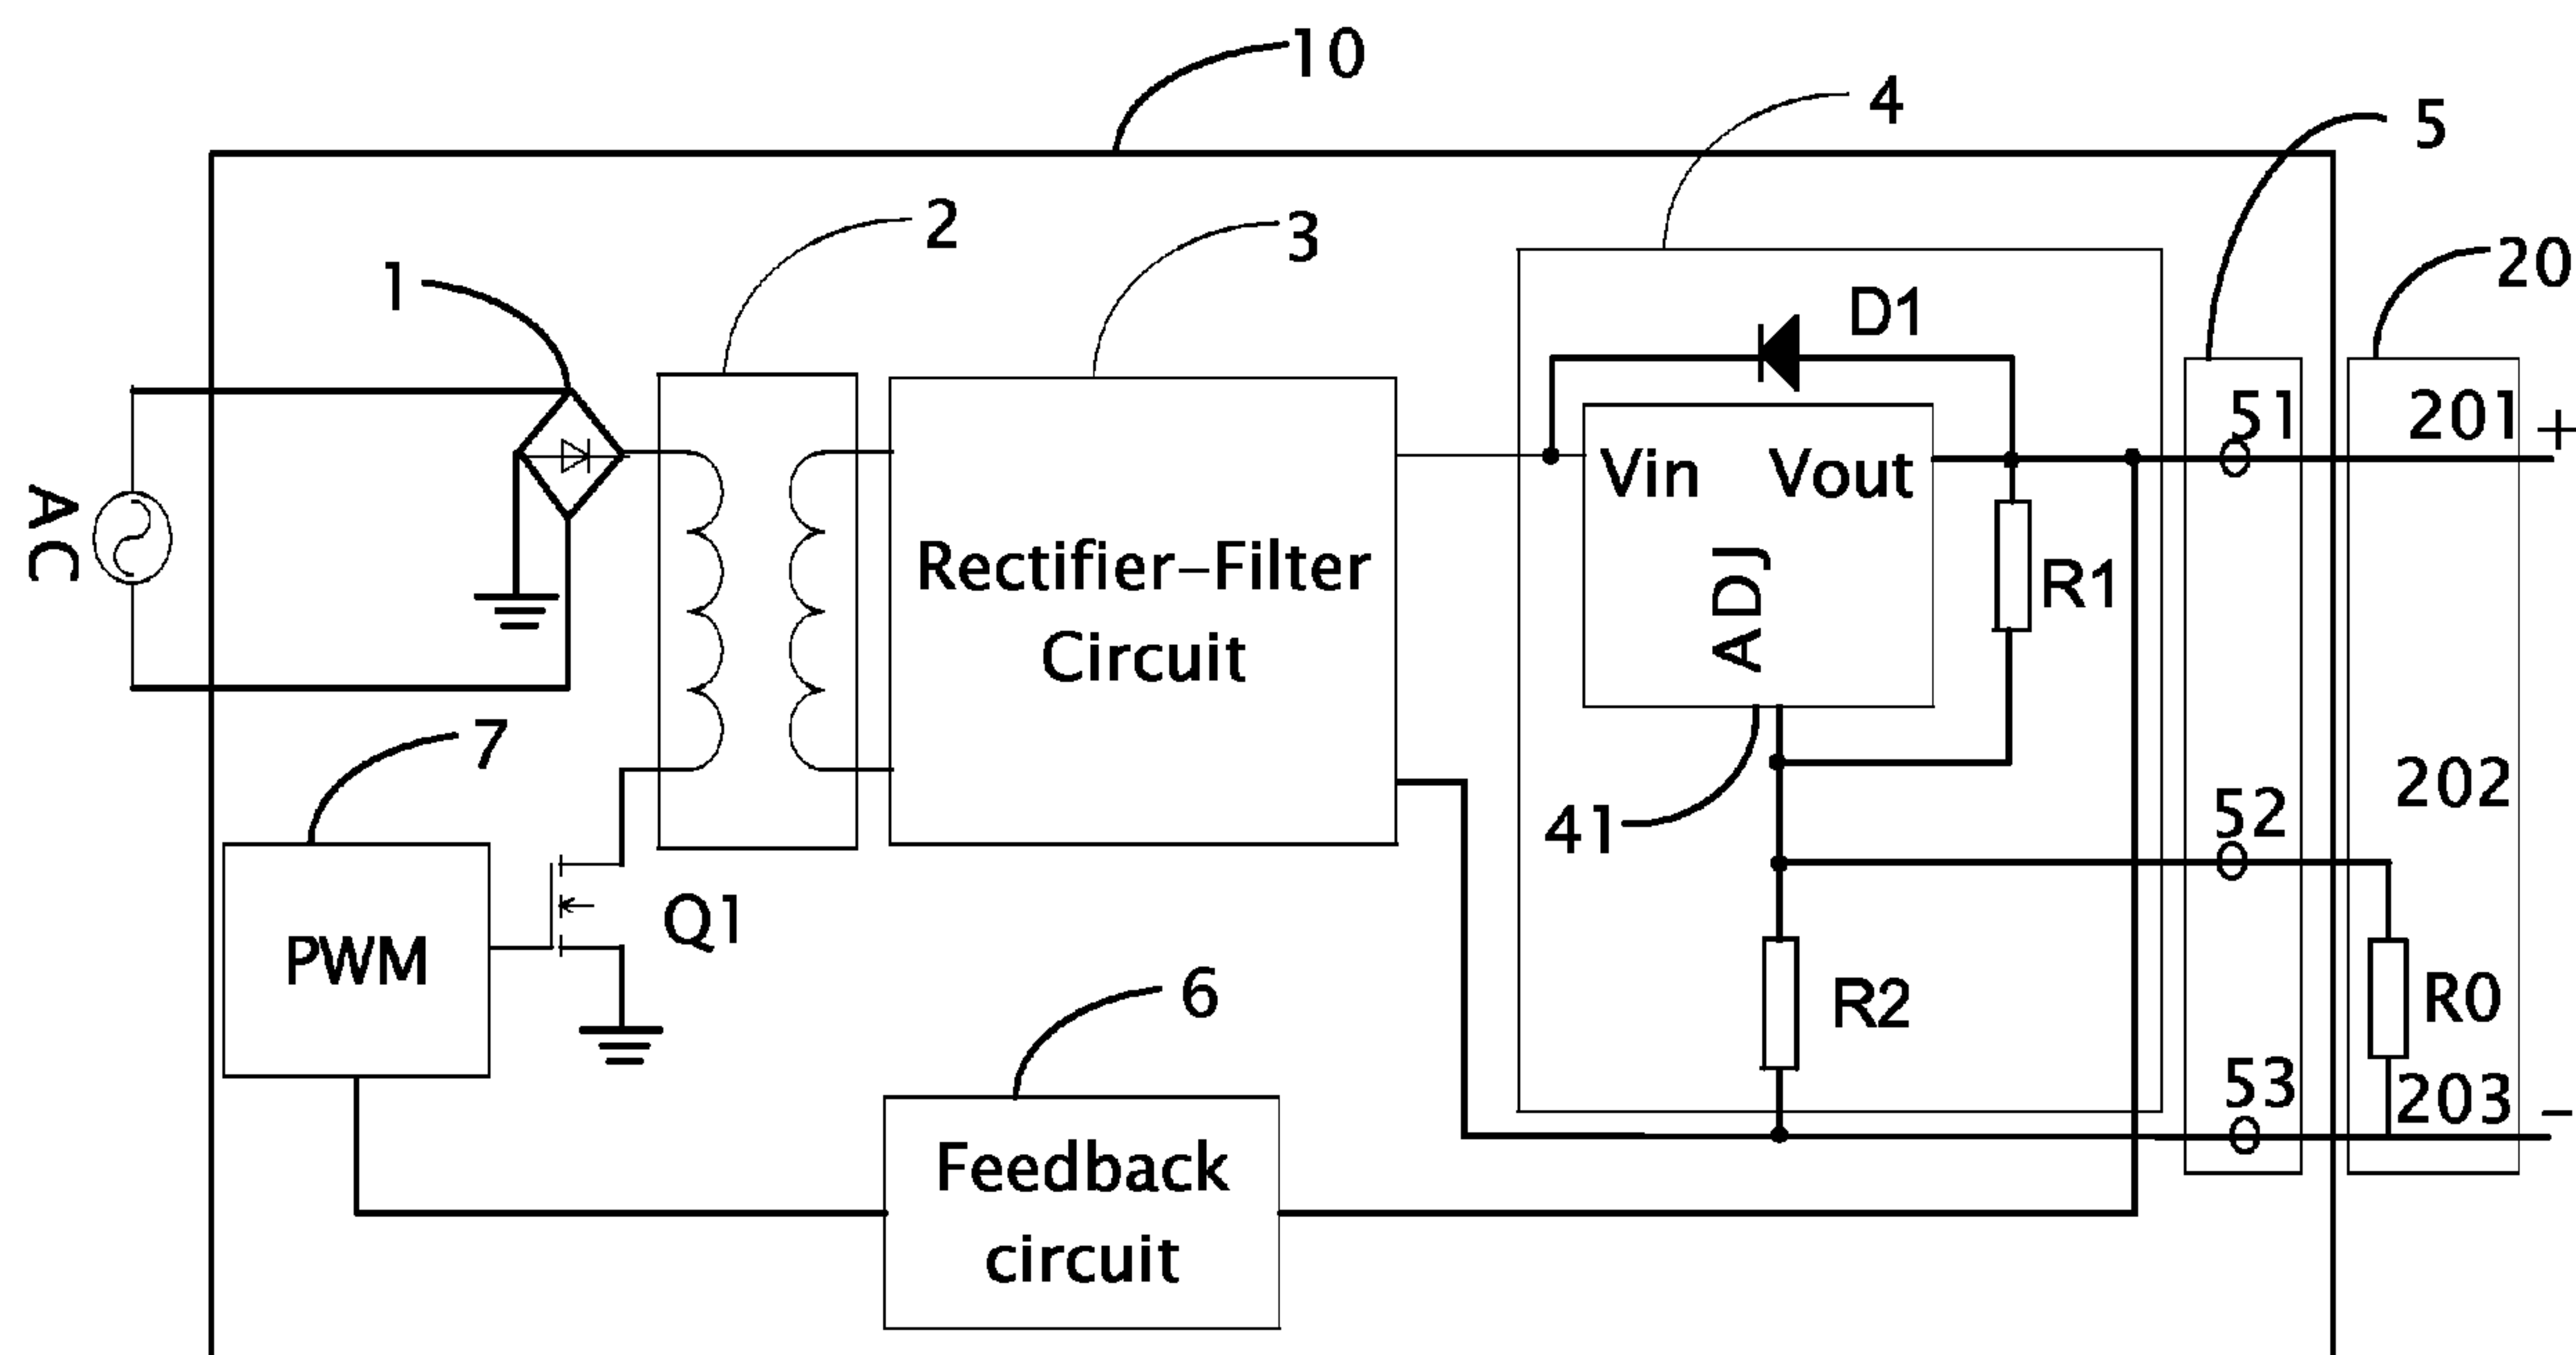 10
4
5
2
3
20
1
D1
51
201
+
Vin
Vout
AC
Rectifier-Filter
Circuit
ADJ
R1
7
41
52
202
PWM
Q1
R2
R0
6
53
203
-
Feedback
circuit